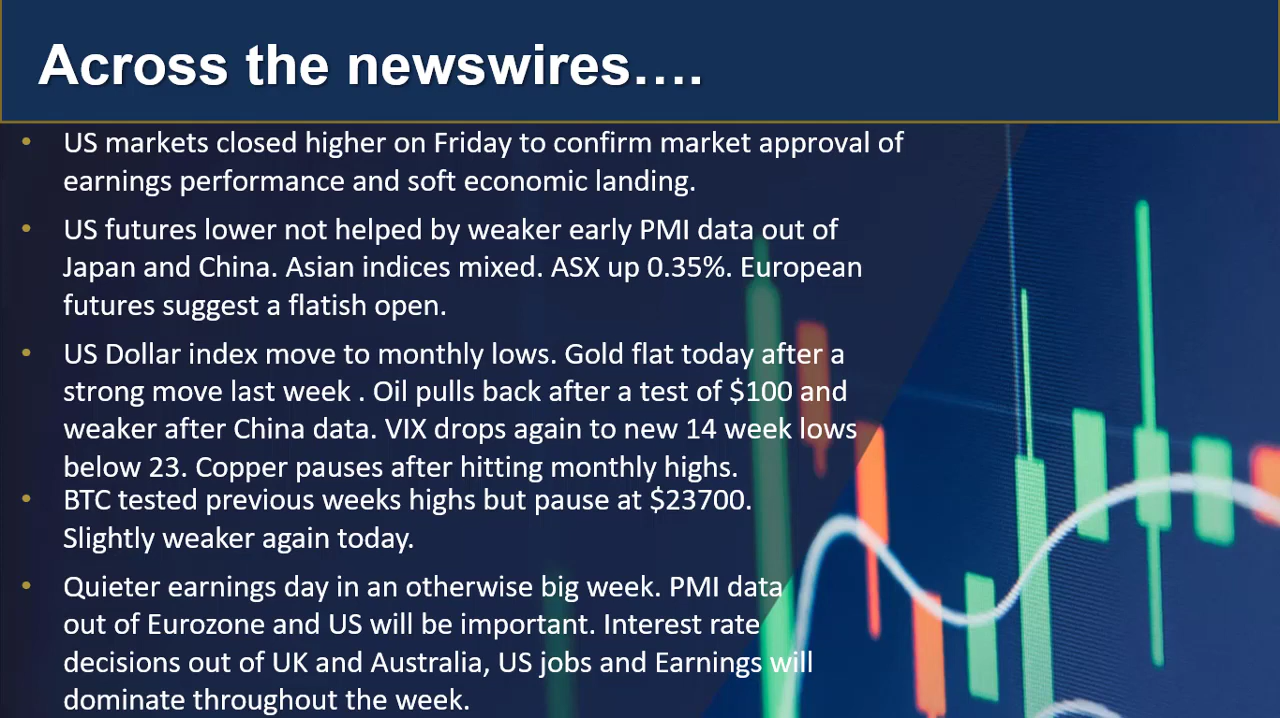 Across the newswires....
• US markets closed higher on Friday to confirm market approval of
earnings performance and soft economic landing.
• US futures lower not helped by weaker early PMI data out of
Japan and China. Asian indices mixed. ASX up 0.35%. European
futures suggest a flatish open.
• US Dollar index move to monthly lows. Gold flat today after a
strong move last week . Oil pulls back after a test of $100 and
weaker after China data. VIX drops again to new 14 week lows
below 23. Copper pauses after hitting monthly highs.
• BTC tested previous weeks highs but pause at $23700.
Slightly weaker again today.
• Quieter earnings day in an otherwise big week. PMI data
out of Eurozone and US will be important. Interest rate
decisions out of UK and Australia, US jobs and Earnings will
dominate throughout the week.